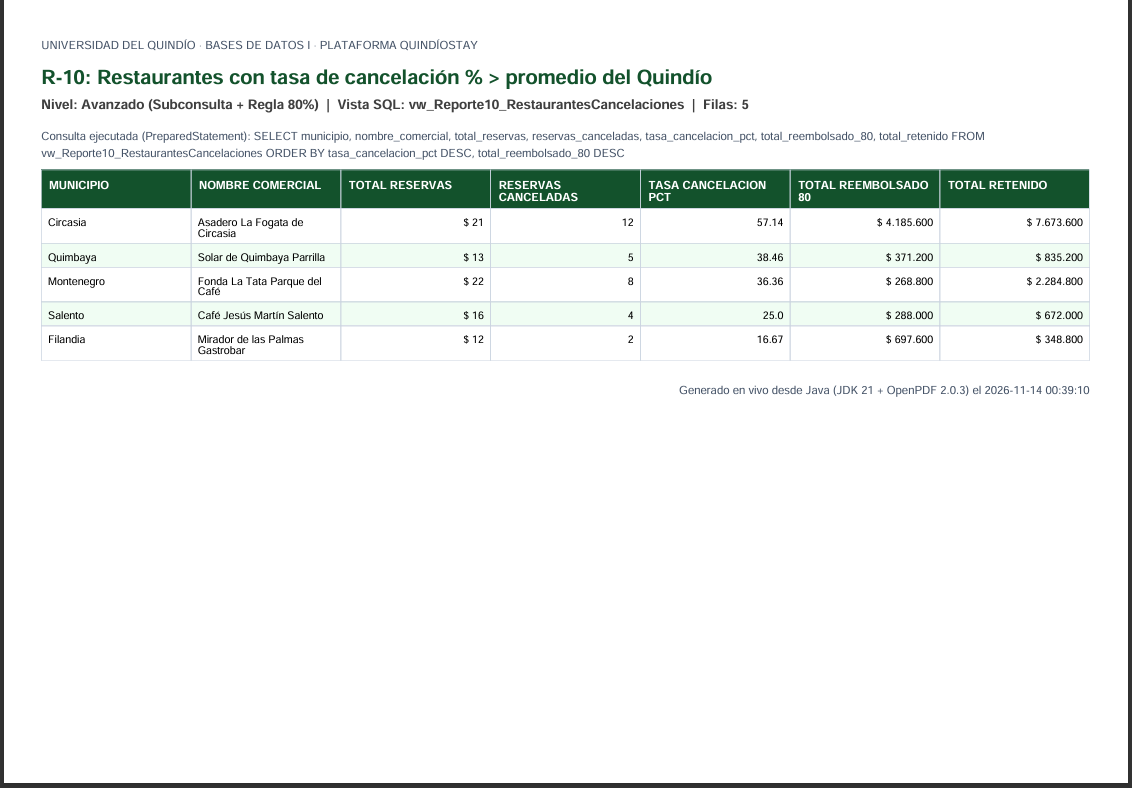 UNIVERSIDAD DEL QUINDÍO · BASES DE DATOS I · PLATAFORMA QUINDÍOSTAY
R-10: Restaurantes con tasa de cancelación % > promedio del Quindío
Nivel: Avanzado (Subconsulta + Regla 80%) | Vista SQL: vw_Reporte10_RestaurantesCancelaciones | Filas: 5
Consulta ejecutada (PreparedStatement): SELECT municipio, nombre_comercial, total_reservas, reservas_canceladas, tasa_cancelacion_pct, total_reembolsado_80, total_retenido FROM
vw_Reporte10_RestaurantesCancelaciones ORDER BY tasa_cancelacion_pct DESC, total_reembolsado_80 DESC
MUNICIPIO NOMBRE COMERCIAL TOTAL RESERVAS RESERVAS CANCELADAS TASA CANCELACION PCT TOTAL REEMBOLSADO 80 TOTAL RETENIDO
Circasia Asadero La Fogata de Circasia $ 21 12 57.14 $ 4.185.600 $ 7.673.600
Quimbaya Solar de Quimbaya Parrilla $ 13 5 38.46 $ 371.200 $ 835.200
Montenegro Fonda La Tata Parque del Café $ 22 8 36.36 $ 268.800 $ 2.284.800
Salento Café Jesús Martín Salento $ 16 4 25.0 $ 288.000 $ 672.000
Filandia Mirador de las Palmas Gastrobar $ 12 2 16.67 $ 697.600 $ 348.800
Generado en vivo desde Java (JDK 21 + OpenPDF 2.0.3) el 2026-11-14 00:39:10